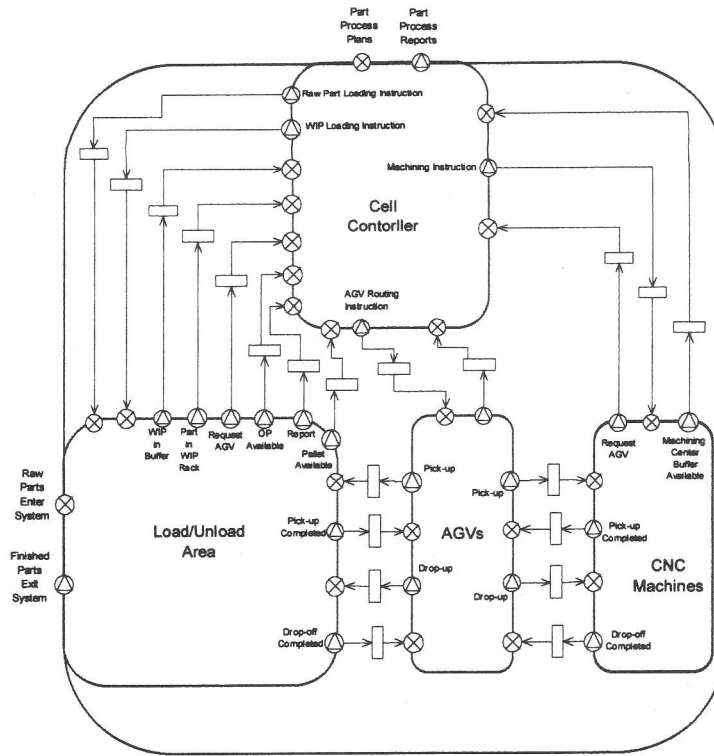 Part
Process
Plans
Part
Process
Reports
Raw Part Loading Instruction
WIP Loading Instruction
Machining Instruction
Cell
Contorller
AGV Routing
Instruction
WIP
in
Buffer
Part
in
WIP
Rack
Request
AGV
OP
Available
Report
Pallet
Available
Request
AGV
Machining
Center
Buffer
Available
Raw
Parts
Enter
System
Finished
Parts
Exit
System
Load/Unload
Area
Pick-up
Completed
Drop-off
Completed
Pick-up
Pick-up
AGVs
Drop-up
Drop-up
Pick-up
Completed
CNC
Machines
Drop-off
Completed